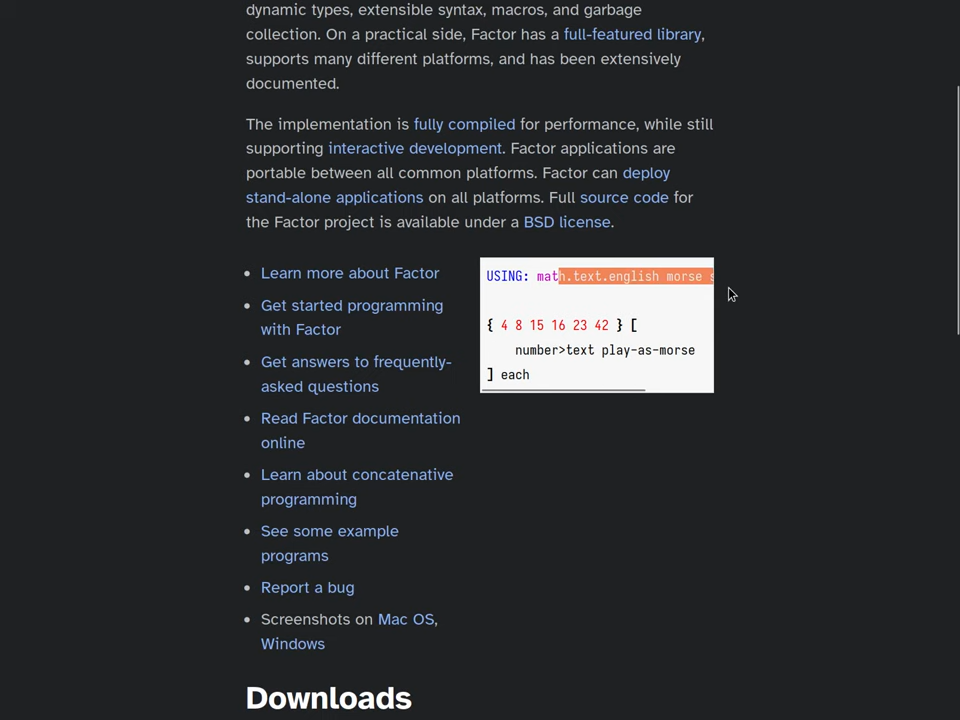 dynamic types, extensible syntax, macros, and garbage
collection. On a practical side, Factor has a full-featured library,
supports many different platforms, and has been extensively
documented.
The implementation is fully compiled for performance, while still
supporting interactive development. Factor applications are
portable between all common platforms. Factor can deploy
stand-alone applications on all platforms. Full source code for
the Factor project is available under a BSD license.
Learn more about Factor
Get started programming
with Factor
Get answers to frequently-
asked questions
Read Factor documentation
online
Learn about concatenative
programming
See some example
programs
Report a bug
Screenshots on Mac OS,
Windows
USING: math.text.english morse s
{ 4 8 15 16 23 42 } [
number>text play-as-morse
] each
Downloads